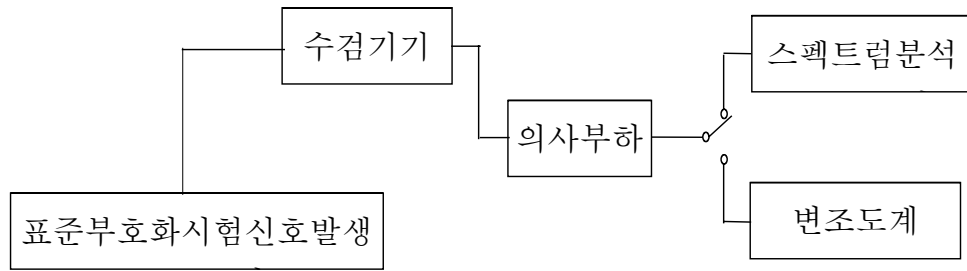 수검기기
스펙트럼분석
의사부하
표준부호화시험신호발생
변조도계